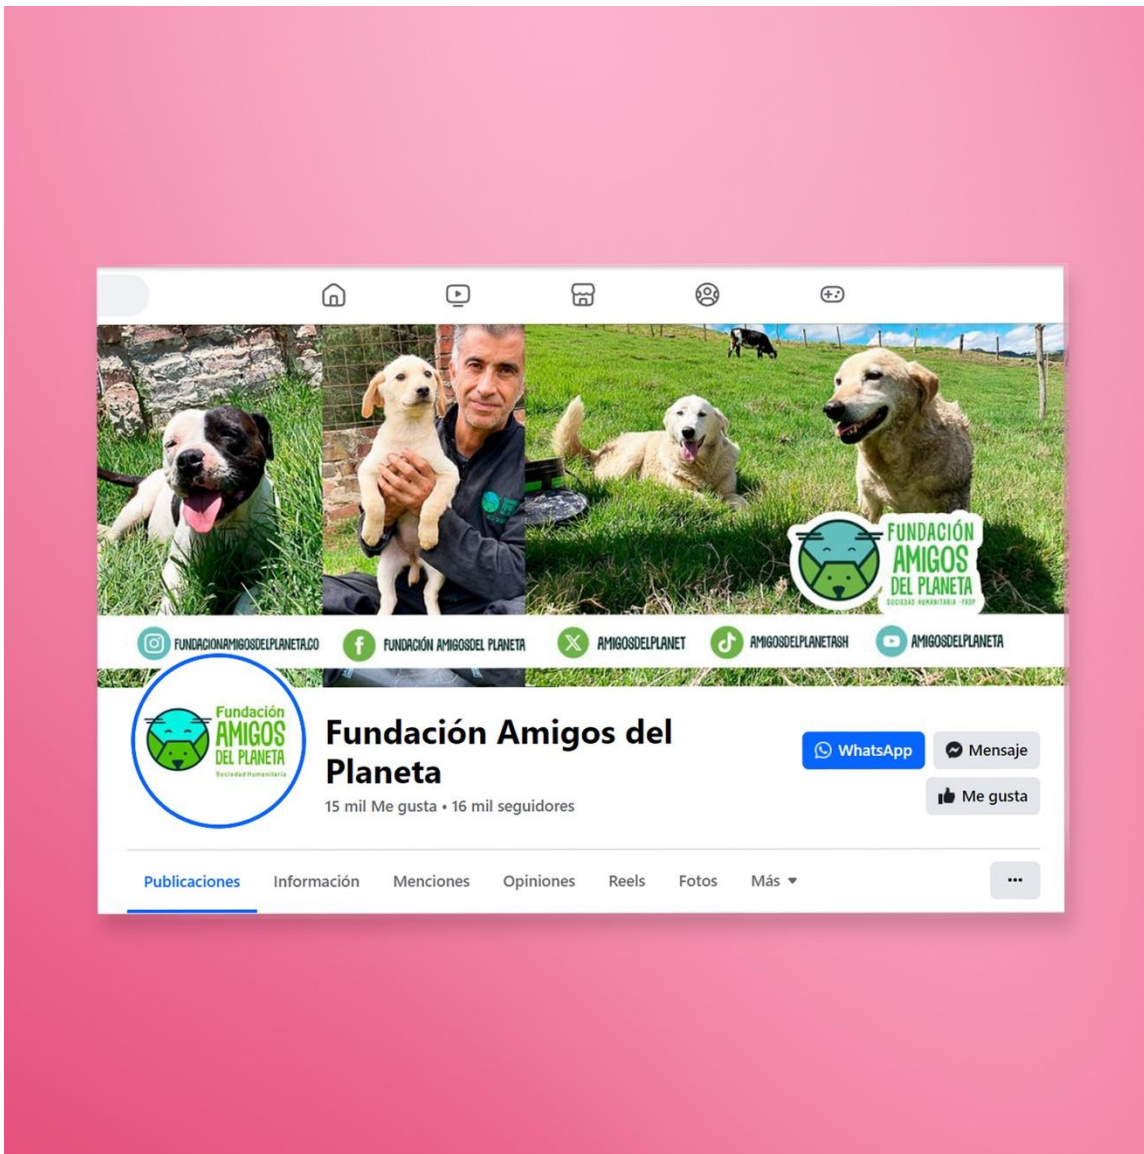 FUNDACIÓN
AMIGOS
DEL PLANETA
SOCIEDAD HUMANITARIA -FADP
FUNDACIONAMIGOSDELPLANETA.CO
FUNDACIÓN AMIGOSDEL PLANETA
AMIGOSDELPLANET
AMIGOSDELPLANETASH
AMIGOSDELPLANETA
Fundación
AMIGOS
DEL PLANETA
Sociedad Humanitaria
Fundación Amigos del
Planeta
15 mil Me gusta • 16 mil seguidores
WhatsApp
Mensaje
Me gusta
Publicaciones
Información
Menciones
Opiniones
Reels
Fotos
Más